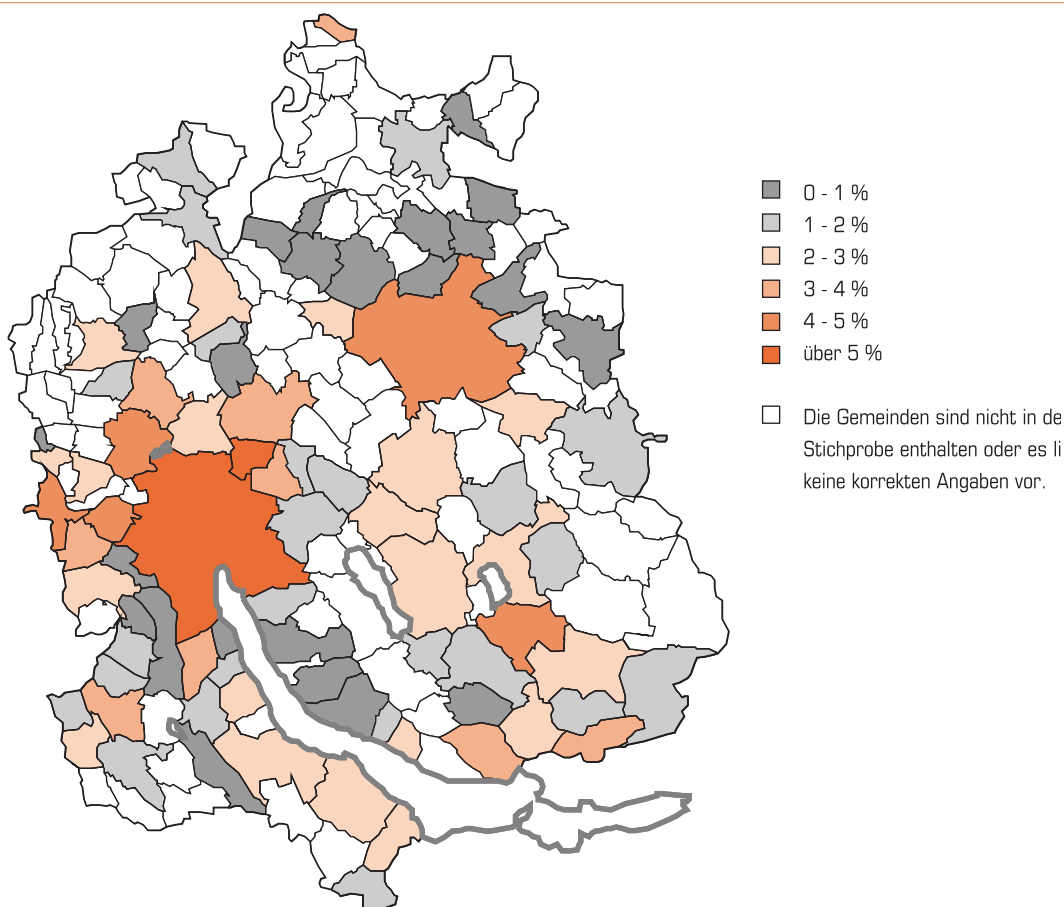 0 - 1 %
1 - 2 %
2 - 3 %
3 - 4 %
4 - 5 %
über 5 %
Die Gemeinden sind nicht in de
Stichprobe enthalten oder es li
keine korrekten Angaben vor.